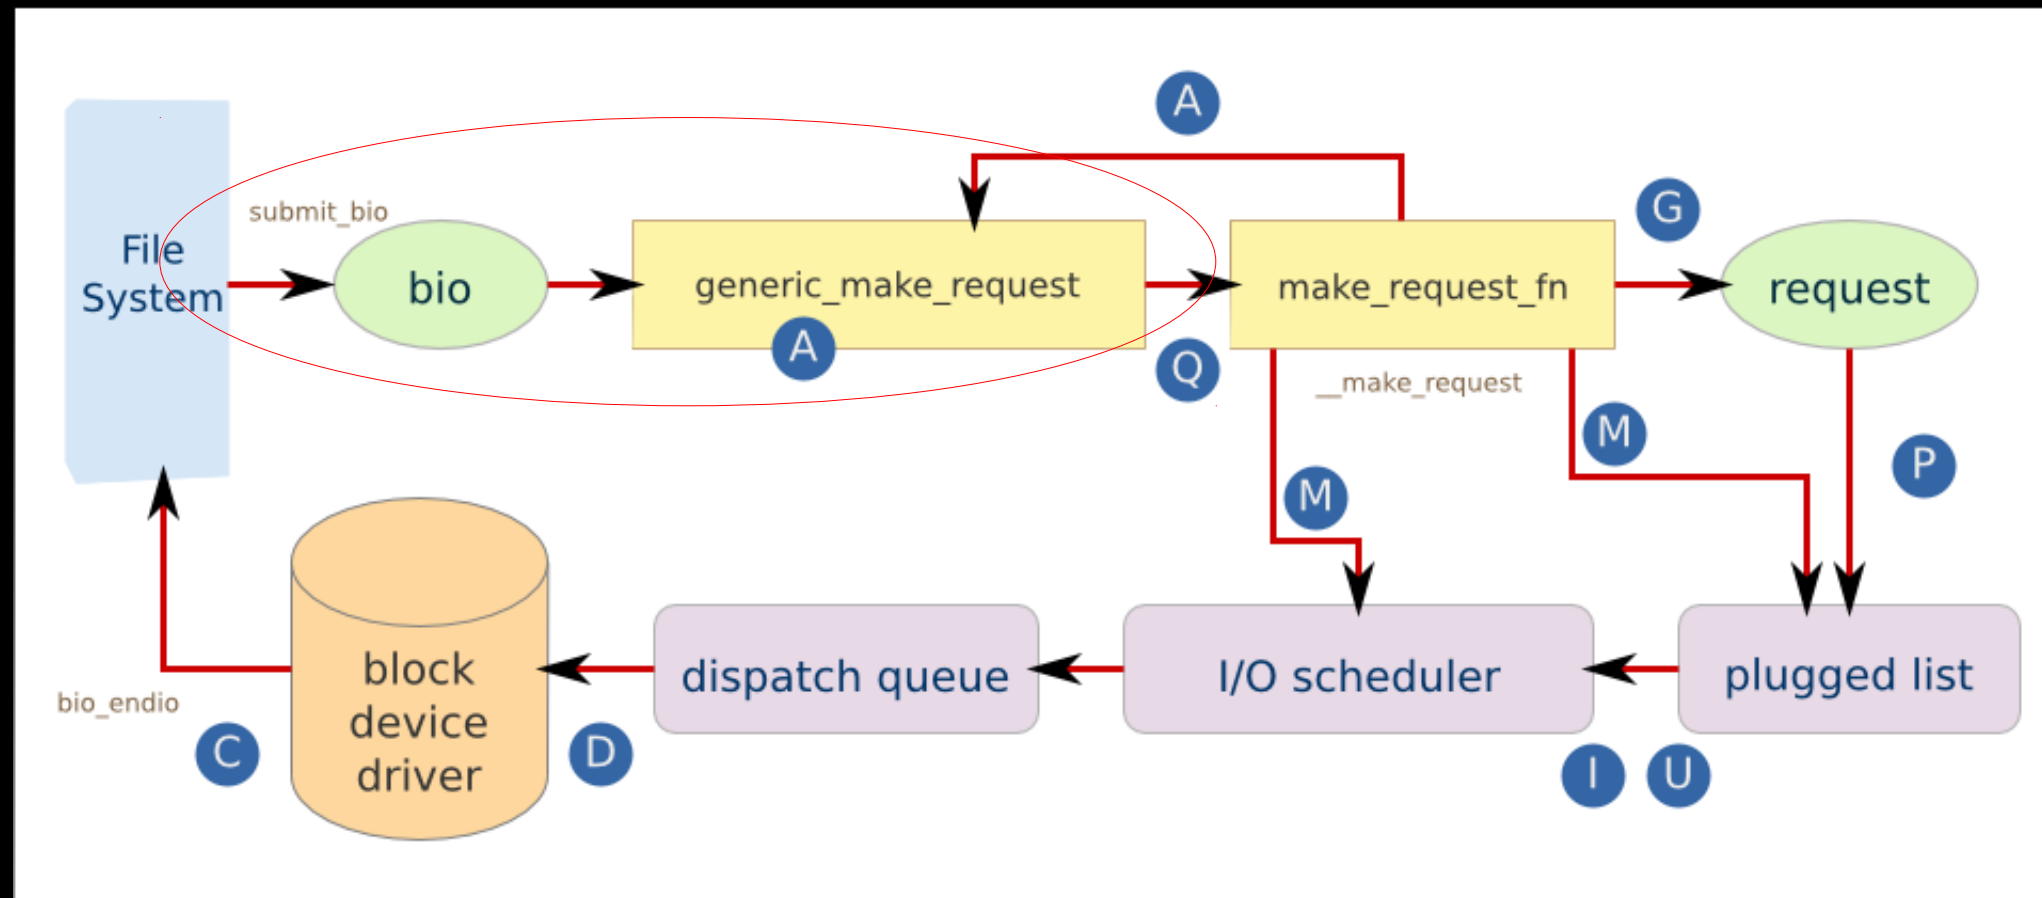 A
G
submit_bio
File
System
bio
generic_make_request
make_request_fn
request
A
Q
__make_request
M
M
P
block
device
driver
dispatch queue
I/O scheduler
plugged list
bio_endio
C
D
I
U